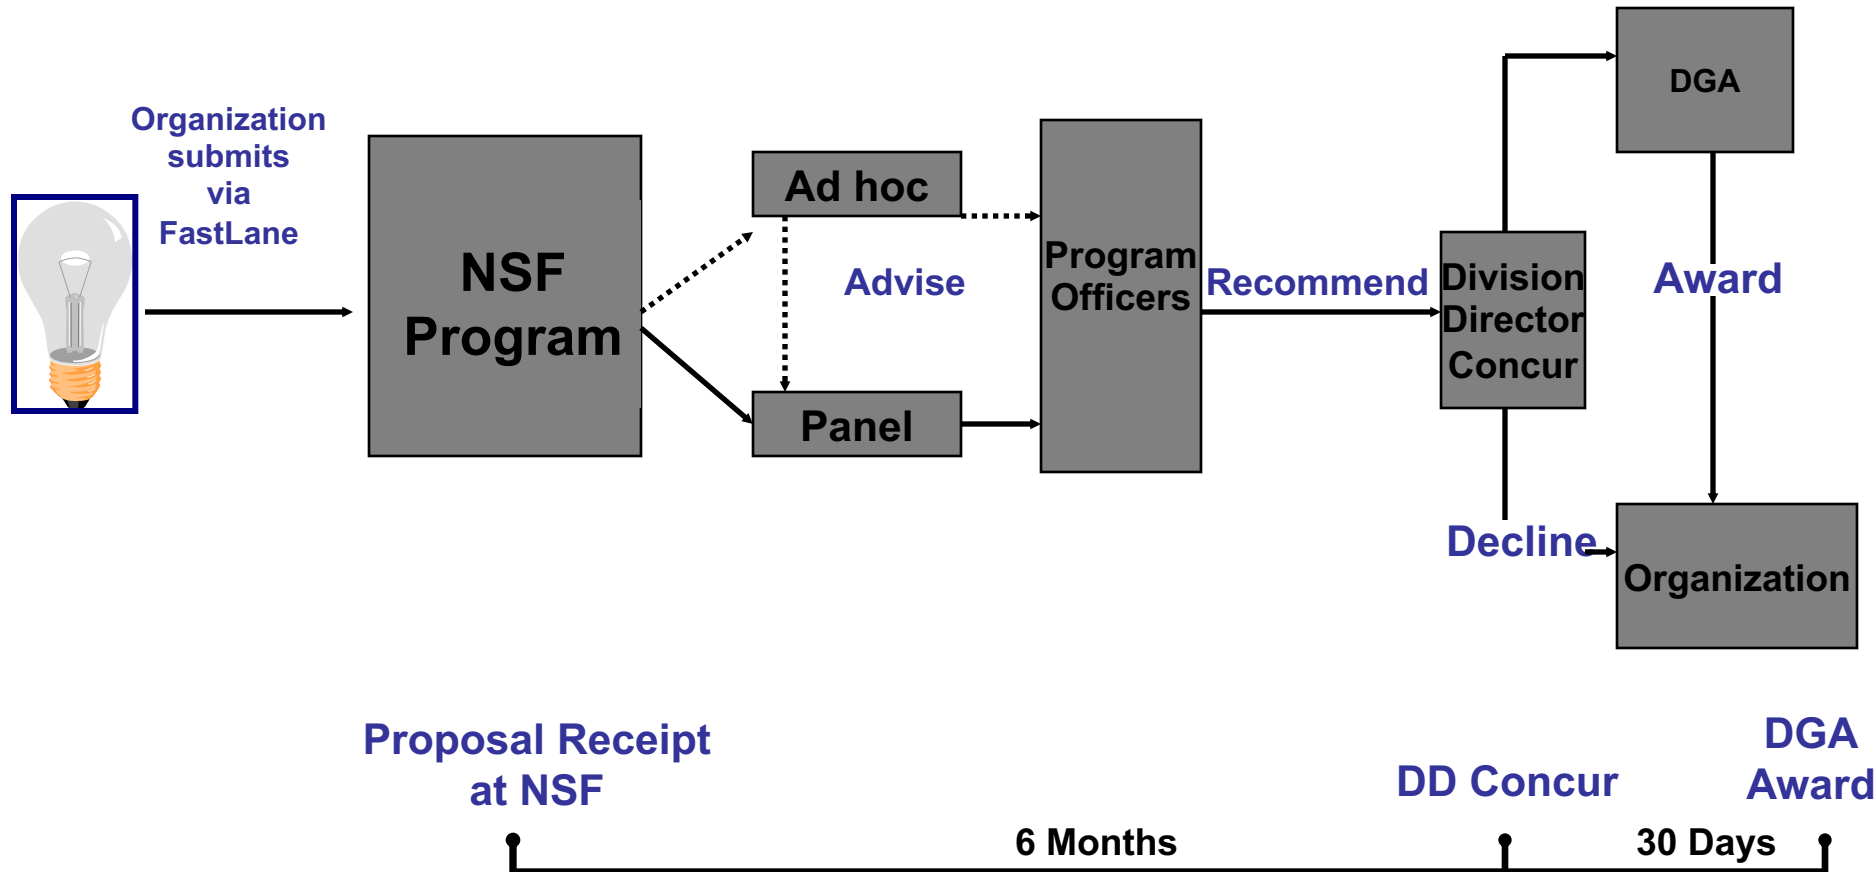 Organization
submits
via
FastLane
NSF
Program
Ad hoc
Advise
Panel
Program
Officers
Recommend
Division
Director
Concur
DGA
Award
Decline
Organization
Proposal Receipt
at NSF
DD Concur
DGA
Award
6 Months
30 Days